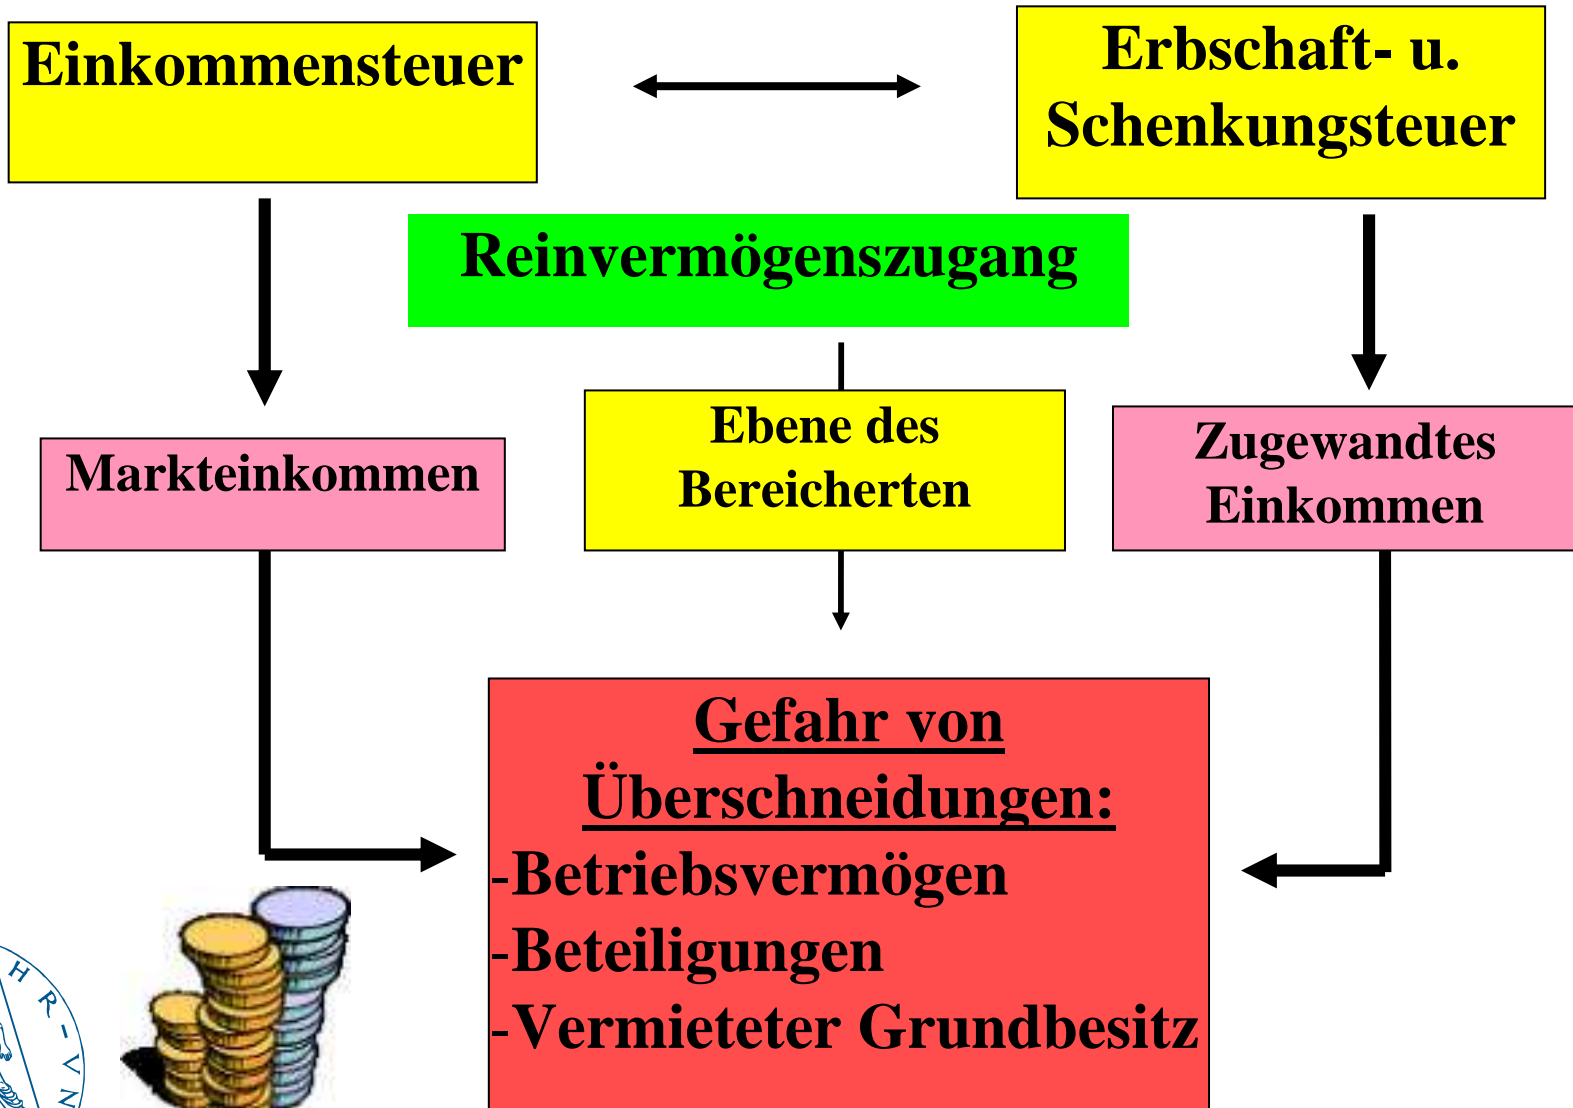 Einkommensteuer
Erbschaft- u.
Schenkungsteuer
Reinvermögenszugang
Markteinkommen
Ebene des
Bereicherten
Zugewandtes
Einkommen
Gefahr von
Überschneidungen:
-Betriebsvermögen
-Beteiligungen
-Vermieteter Grundbesitz
H R - V N